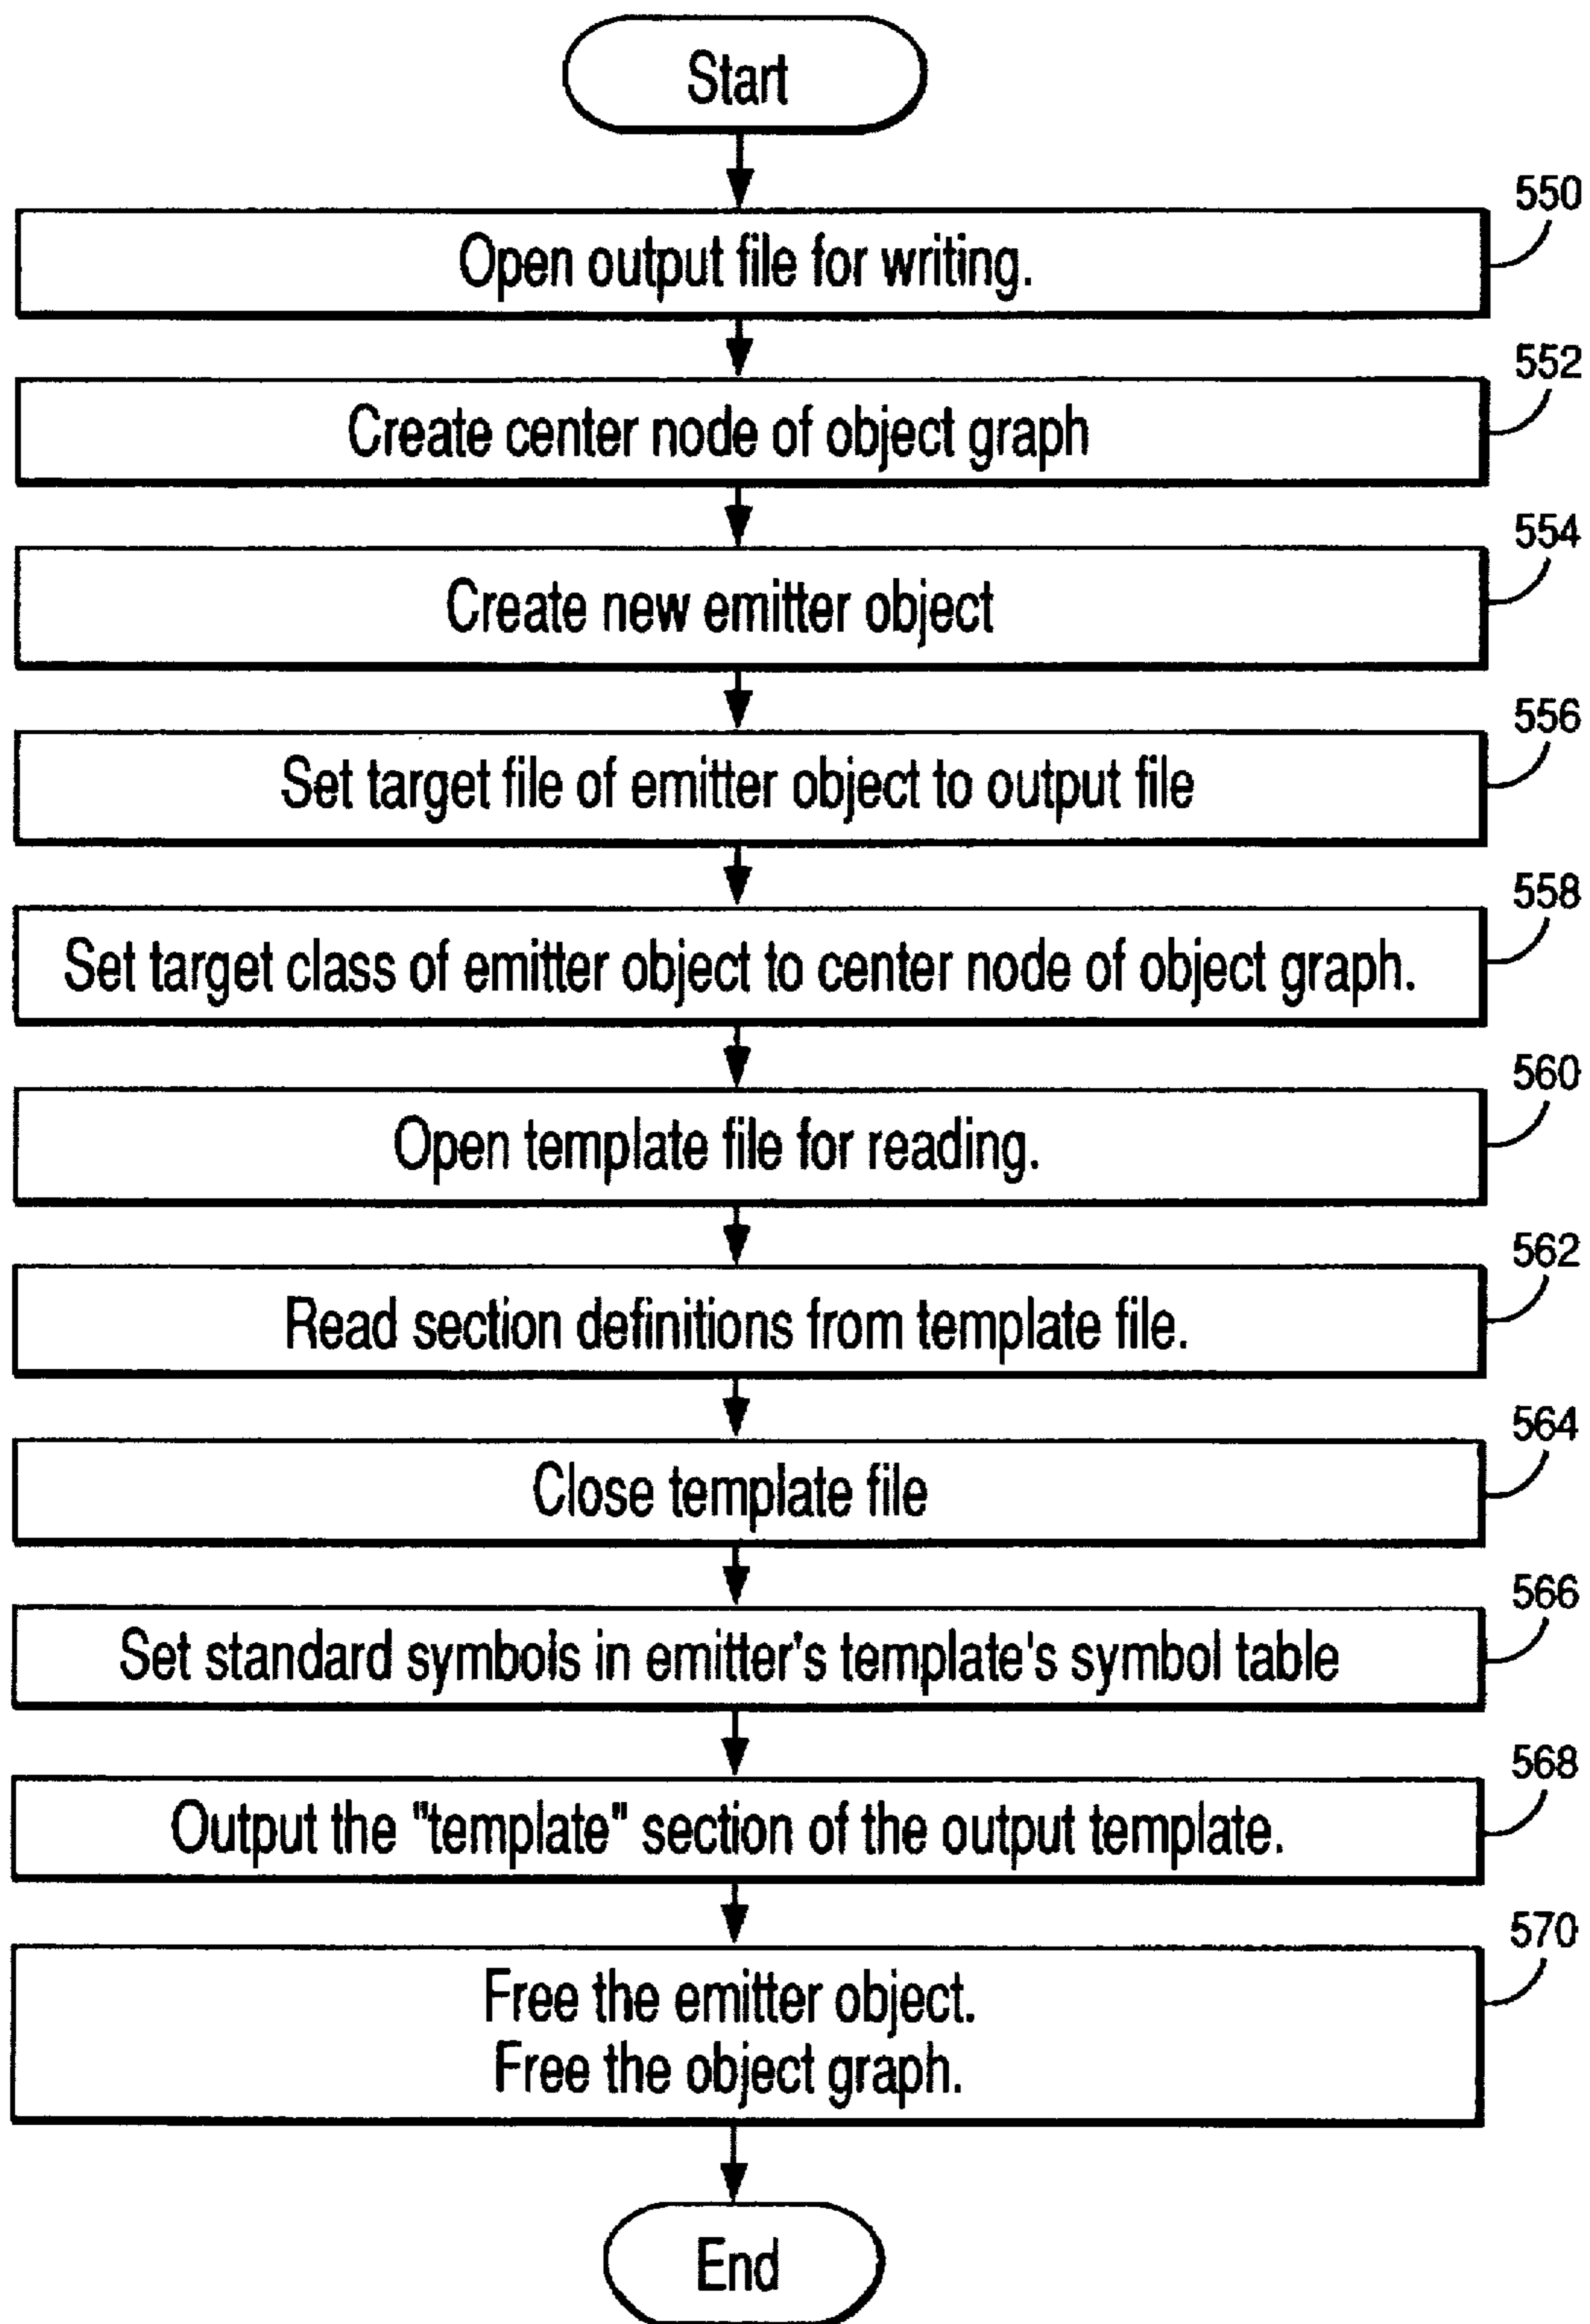 Start
550
Open output file for writing.
552
Create center node of object graph
554
Create new emitter object
556
Set target file of emitter object to output file
558
Set target class of emitter object to center node of object graph.
560
Open template file for reading.
562
Read section definitions from template file.
564
Close template file
566
Set standard symbols in emitter's template's symbol table
568
Output the "template" section of the output template.
570
Free the emitter object.
Free the object graph.
End